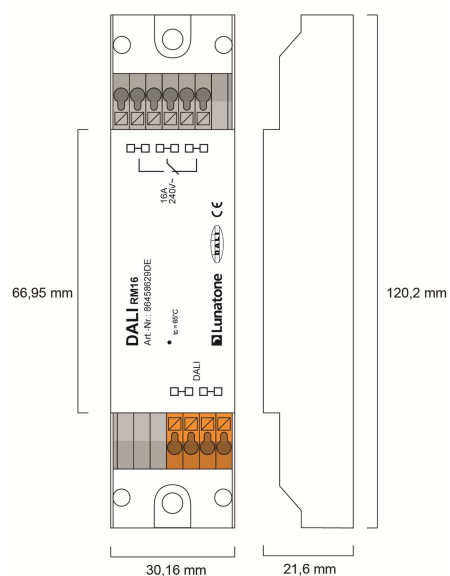 16A
240V~
66,95 mm
120,2 mm
DALI RM16
Art.-Nr.: 86458629DE
tc = 65°C
Lunatone
DALI
CE
DALI
30,16 mm
21,6 mm